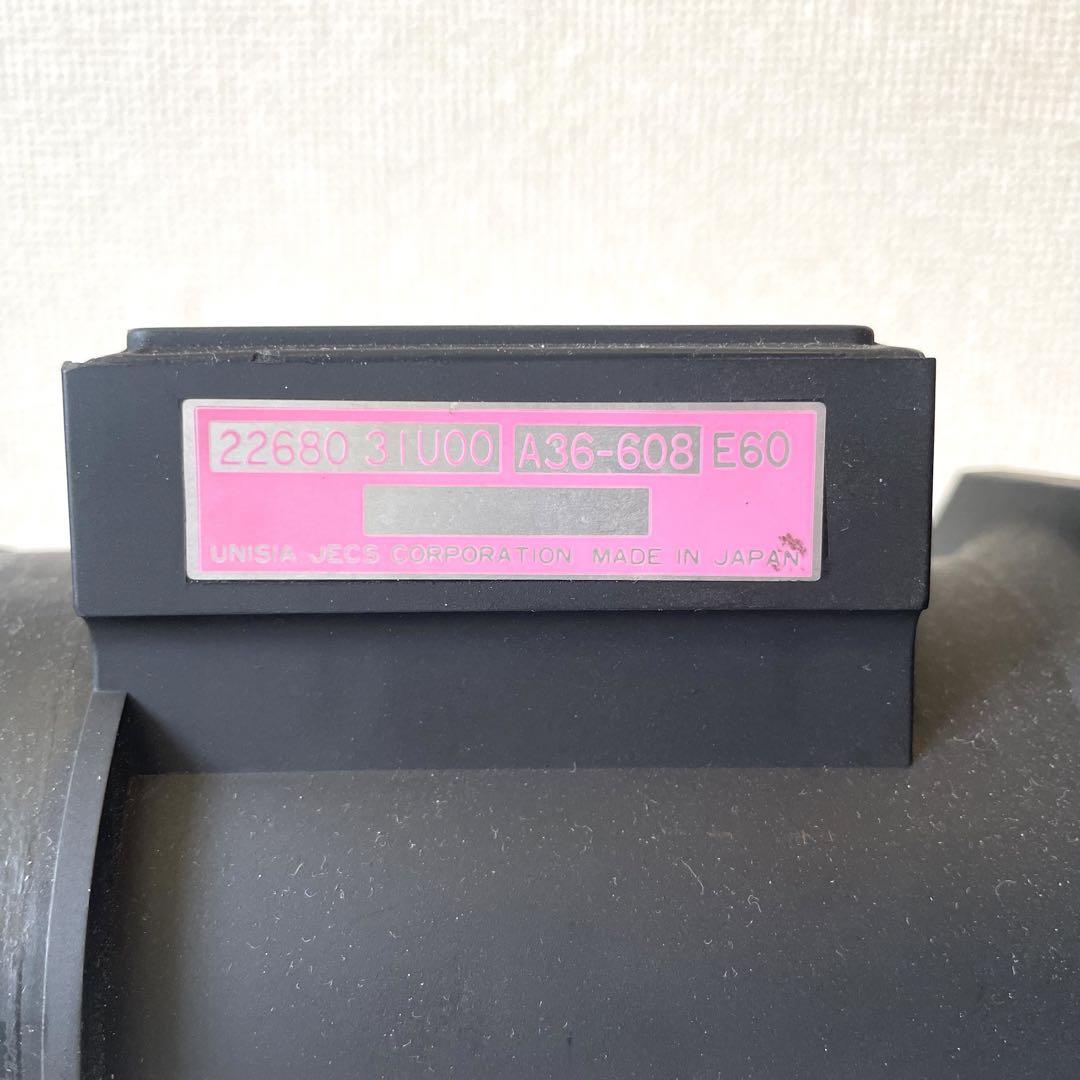 22680 31U00 A36-608 E60
UNISIA JECS CORPORATION MADE IN JAPAN